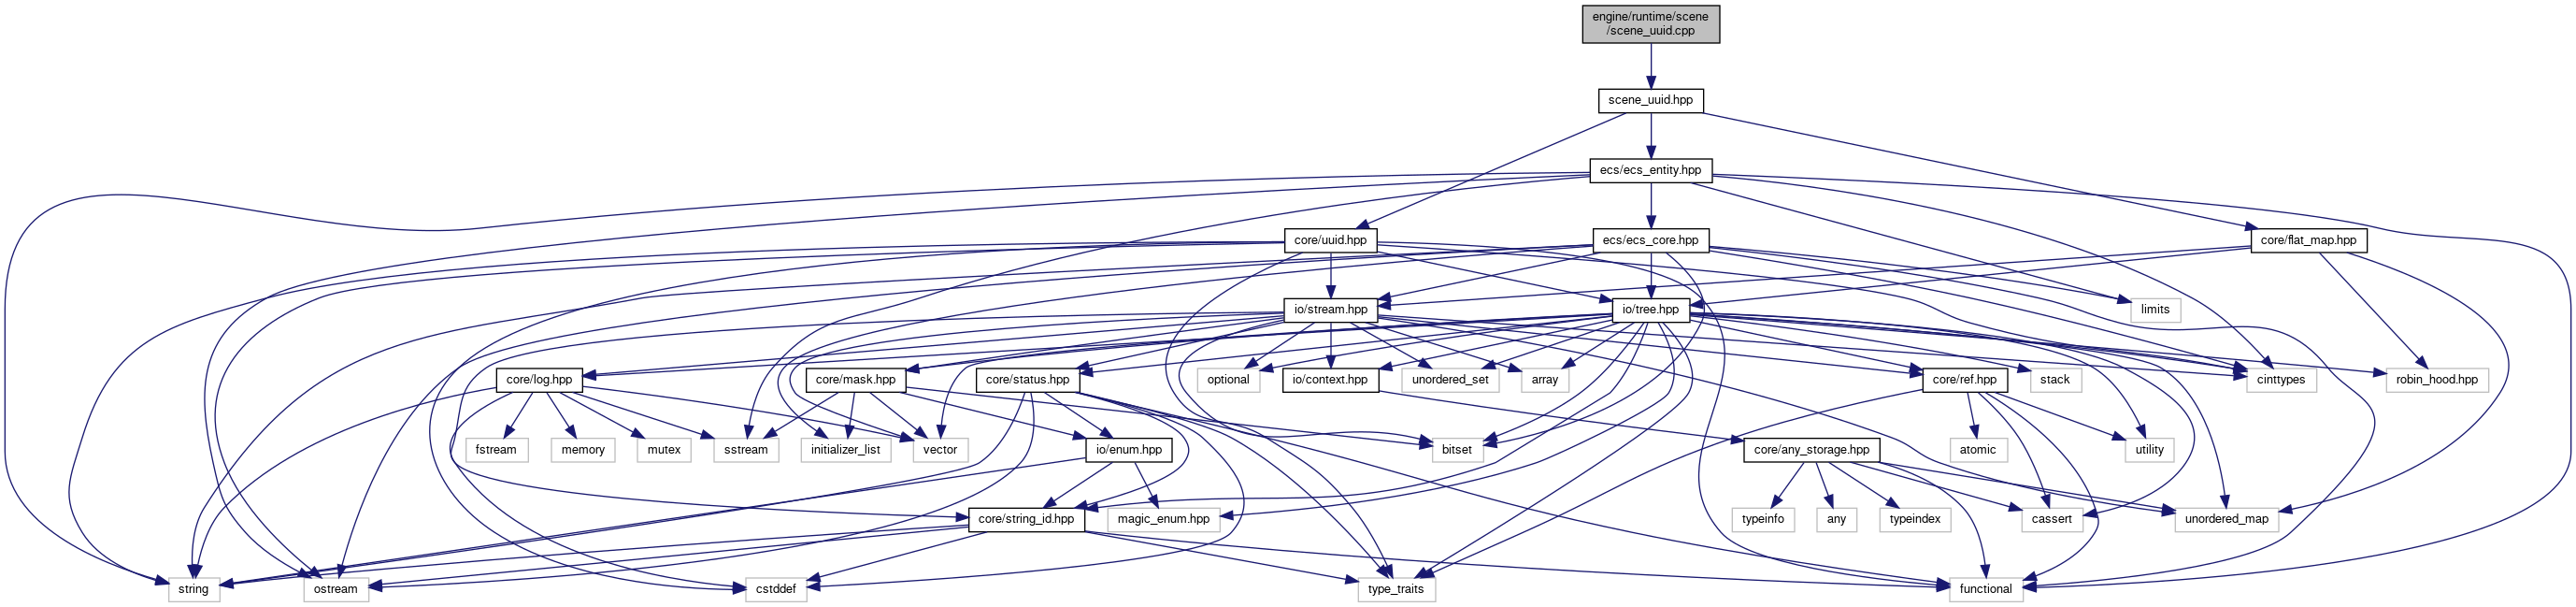 engine/runtime/scene
/scene_uuid.cpp
scene_uuid.hpp
ecs/ecs_entity.hpp
core/uuid.hpp
ecs/ecs_core.hpp
core/flat_map.hpp
io/stream.hpp
io/tree.hpp
limits
core/log.hpp
core/mask.hpp
core/status.hpp
optional
io/context.hpp
unordered_set
array
core/ref.hpp
stack
cinttypes
robin_hood.hpp
fstream
memory
mutex
sstream
initializer_list
vector
io/enum.hpp
bitset
core/any_storage.hpp
atomic
utility
core/string_id.hpp
magic_enum.hpp
typeinfo
any
typeindex
cassert
unordered_map
string
ostream
cstddef
type_traits
functional